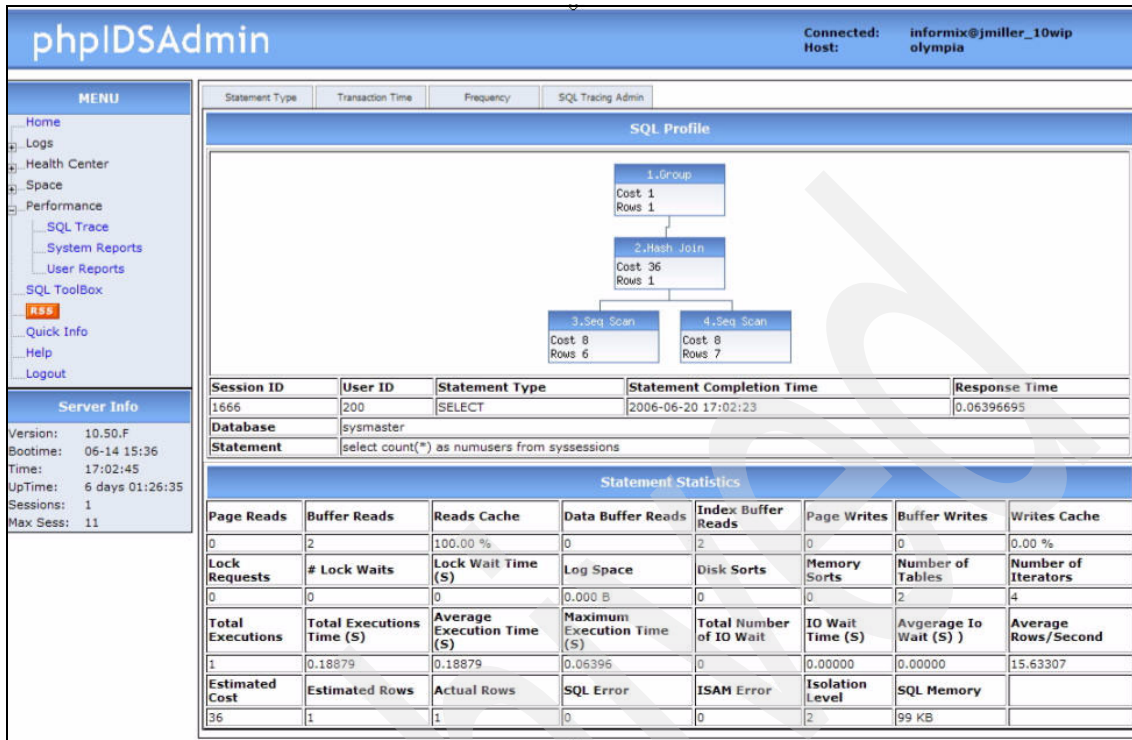 phpIDSAdmin
Connected: informix@jmiller_10wip
Host: olympia
MENU
Home
Logs
Health Center
Space
Performance
SQL Trace
System Reports
User Reports
SQL ToolBox
RSS
Quick Info
Help
Logout
Server Info
Version: 10.50.F
Bootime: 06-14 15:36
Time: 17:02:45
UpTime: 6 days 01:26:35
Sessions: 1
Max Sess: 11
Statement Type Transaction Time Frequency SQL Tracing Admin
SQL Profile
1.Group
Cost 1
Rows 1
2.Hash Join
Cost 36
Rows 1
3.Seq Scan
Cost 8
Rows 6
4.Seq Scan
Cost 8
Rows 7
Session ID User ID Statement Type Statement Completion Time Response Time
1666 200 SELECT 2006-06-20 17:02:23 0.06396695
Database sysmaster
Statement select count(*) as numusers from syssessions
Statement Statistics
Page Reads Buffer Reads Reads Cache Data Buffer Reads Index Buffer Reads Page Writes Buffer Writes Writes Cache
0 2 100.00 % 0 2 0 0 0.00 %
Lock Requests # Lock Waits Lock Wait Time (S) Log Space Disk Sorts Memory Sorts Number of Tables Number of Iterators
0 0 0 0.000 B 0 0 2 4
Total Executions Total Executions Time (S) Average Execution Time (S) Maximum Execution Time (S) Total Number of IO Wait IO Wait Time (S) Avgerage Io Wait (S) ) Average Rows/Second
1 0.18879 0.18879 0.06396 0 0.00000 0.00000 15.63307
Estimated Cost Estimated Rows Actual Rows SQL Error ISAM Error Isolation Level SQL Memory
36 1 1 0 0 2 99 KB